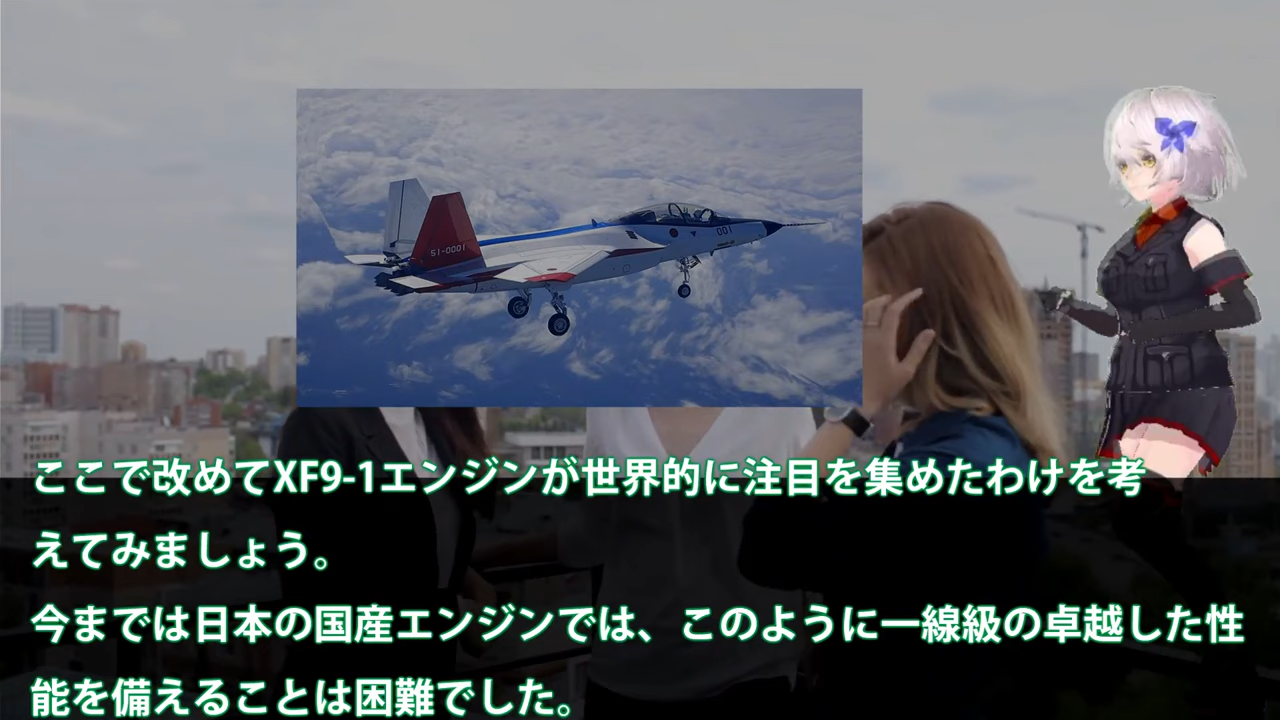 001
51-0001
ここで改めてXF9-1エンジンが世界的に注目を集めたわけを考
えてみましょう。
今までは日本の国産エンジンでは、このように一線級の卓越した性
能を備えることは困難でした。